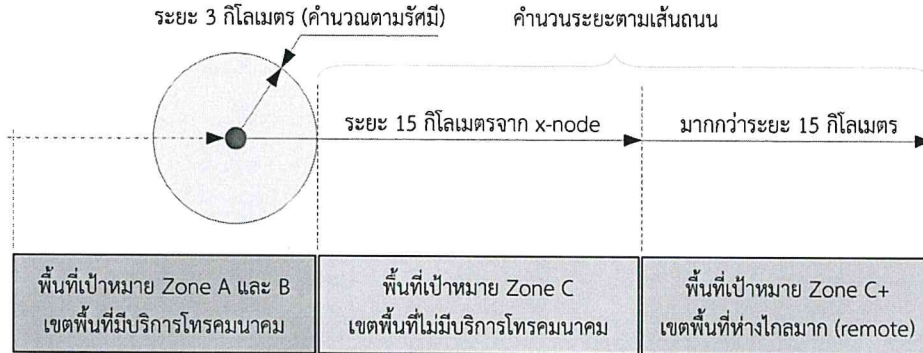 ระยะ 3 กิโลเมตร (คำนวณตามรัศมี)
คำนวนระยะตามเส้นถนน
ระยะ 15 กิโลเมตรจาก x-node
มากกว่าระยะ 15 กิโลเมตร
พื้นที่เป้าหมาย Zone A และ B
เขตพื้นที่มีบริการโทรคมนาคม
พื้นที่เป้าหมาย Zone C
เขตพื้นที่ไม่มีบริการโทรคมนาคม
พื้นที่เป้าหมาย Zone C+
เขตพื้นที่ห่างไกลมาก (remote)